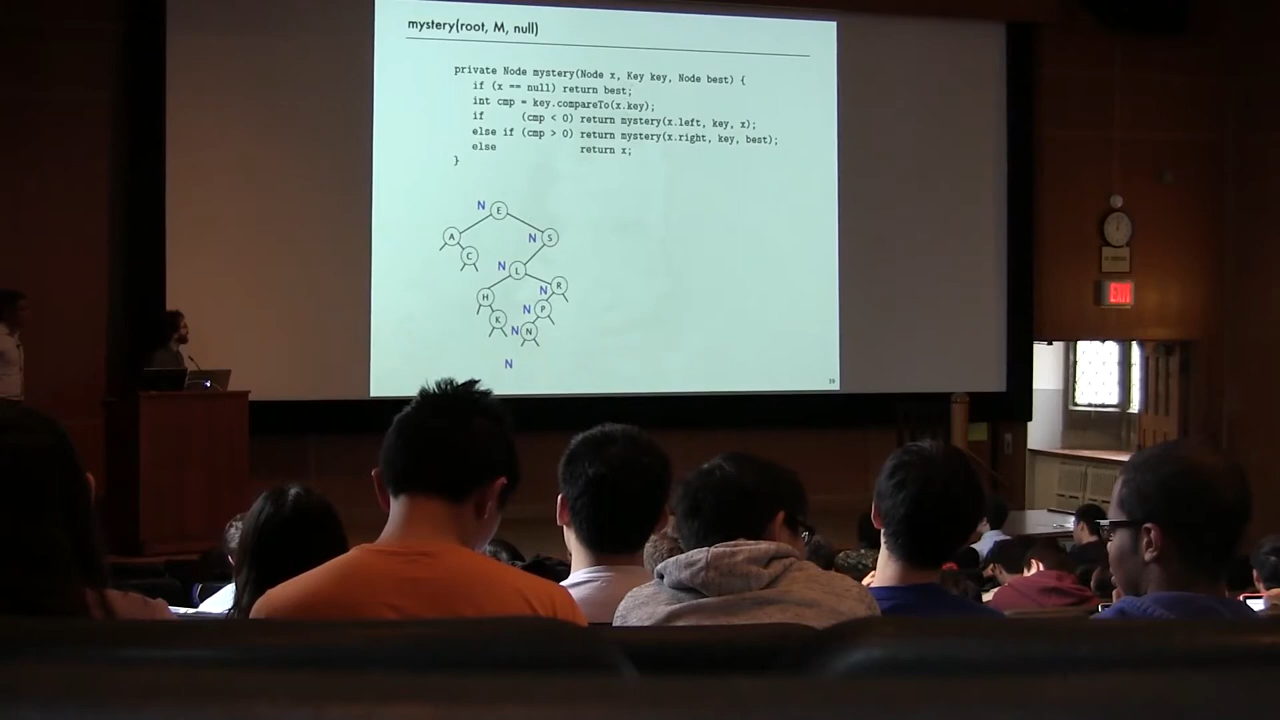 mystery(root, M, null)
private Node mystery(Node x, Key key, Node best) {
if (x == null) return best;
int cmp = key.compareTo(x.key);
if (cmp < 0) return mystery(x.left, key, x);
else if (cmp > 0) return mystery(x.right, key, best);
else return x;
}
N E
A N S
C
N L
H N R
K N P
N N
N
EXIT